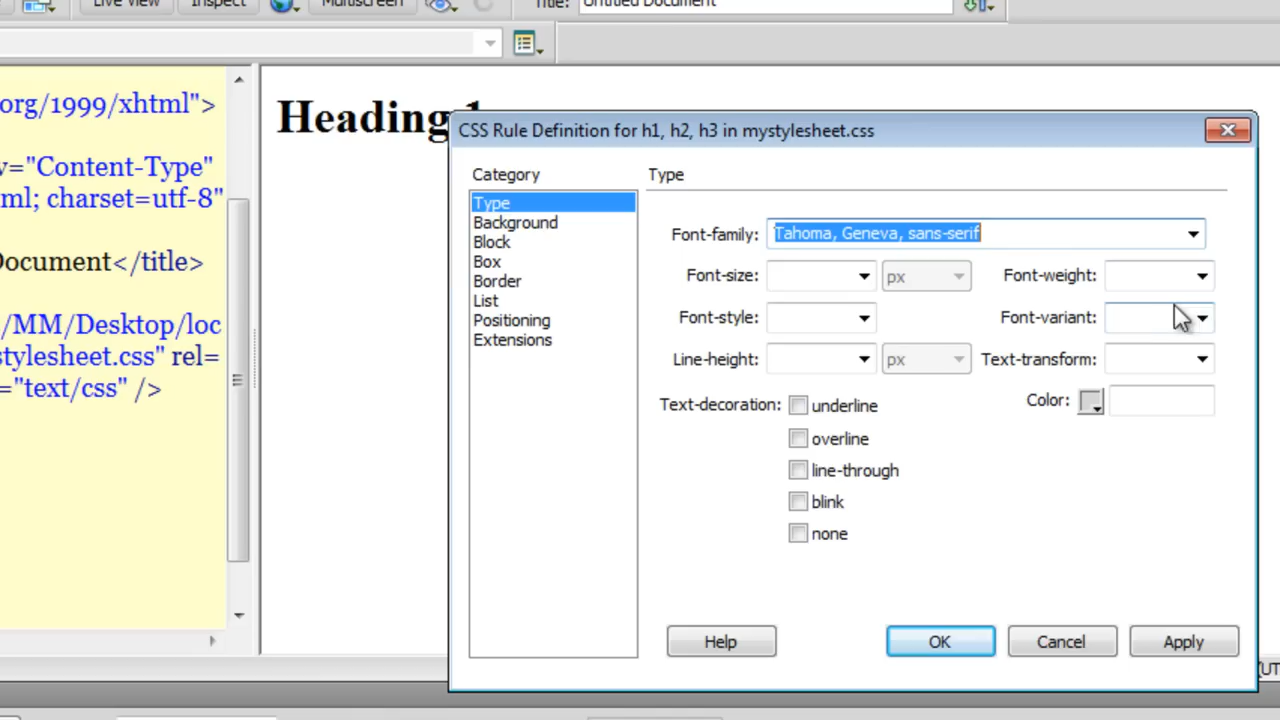 Live View
Inspect
Multiscreen
Title:
Untitled Document
org/1999/xhtml">
="Content-Type"
ml; charset=utf-8"
Document</title>
/MM/Desktop/loc
stylesheet.css" rel=
="text/css" />
Heading 1
CSS Rule Definition for h1, h2, h3 in mystylesheet.css
Category
Type
Background
Block
Box
Border
List
Positioning
Extensions
Type
Font-family: Tahoma, Geneva, sans-serif
Font-size: px Font-weight:
Font-style: Font-variant:
Line-height: px Text-transform:
Text-decoration: underline Color:
overline
line-through
blink
none
Help OK Cancel Apply